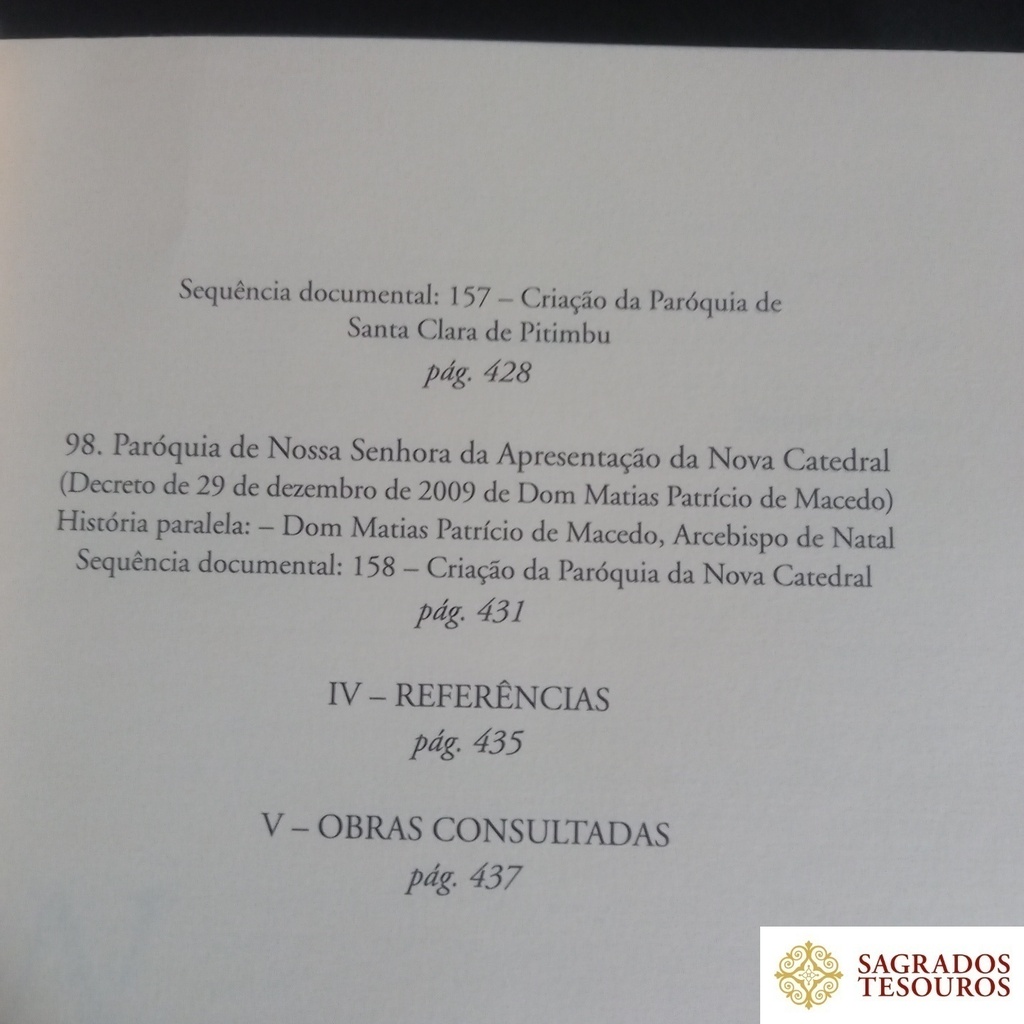 Sequência documental: 157 – Criação da Paróquia de
Santa Clara de Pitimbu
pág. 428
98. Paróquia de Nossa Senhora da Apresentação da Nova Catedral
(Decreto de 29 de dezembro de 2009 de Dom Matias Patrício de Macedo)
História paralela: – Dom Matias Patrício de Macedo, Arcebispo de Natal
Sequência documental: 158 – Criação da Paróquia da Nova Catedral
pág. 431
IV – REFERÊNCIAS
pág. 435
V – OBRAS CONSULTADAS
pág. 437
SAGRADOS
TESOUROS